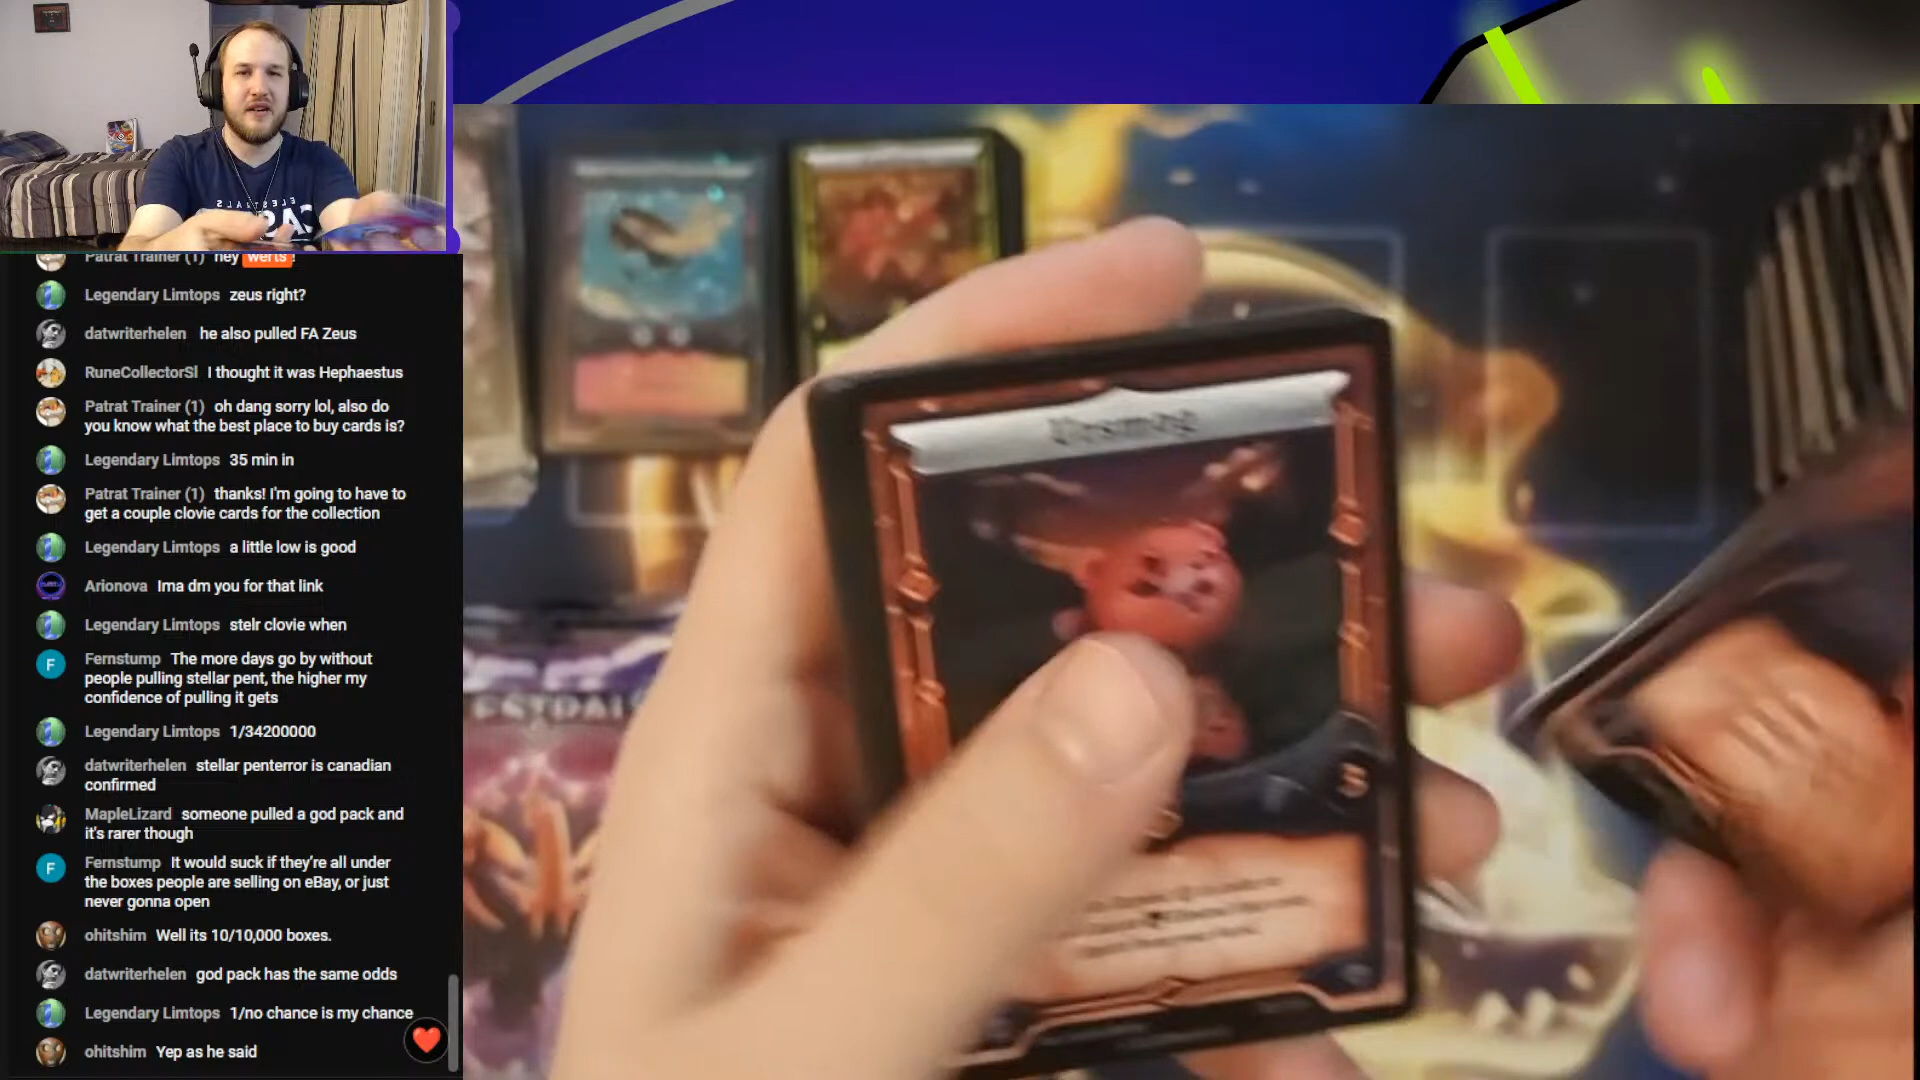 Patrat Trainer (1) hey werts!
Legendary Limtops zeus right?
datwriterhelen he also pulled FA Zeus
RuneCollectorSl I thought it was Hephaestus
Patrat Trainer (1) oh dang sorry lol, also do
you know what the best place to buy cards is?
Legendary Limtops 35 min in
Patrat Trainer (1) thanks! I'm going to have to
get a couple clovie cards for the collection
Legendary Limtops a little low is good
Arionova Ima dm you for that link
Legendary Limtops stelr clovie when
F Fernstump The more days go by without
people pulling stellar pent, the higher my
confidence of pulling it gets
Legendary Limtops 1/34200000
datwriterhelen stellar penterror is canadian
confirmed
MapleLizard someone pulled a god pack and
it's rarer though
F Fernstump It would suck if they're all under
the boxes people are selling on eBay, or just
never gonna open
ohitshim Well its 10/10,000 boxes.
datwriterhelen god pack has the same odds
Legendary Limtops 1/no chance is my chance
ohitshim Yep as he said